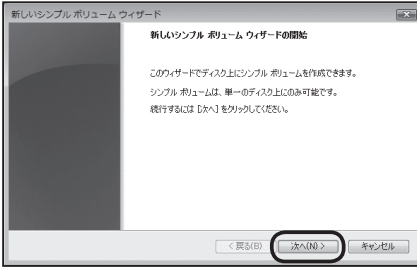 新しいシンプル ボリューム ウィザード
新しいシンプル ボリューム ウィザードの開始
このウィザードでディスク上にシンプル ボリュームを作成できます。
シンプル ボリュームは、単一のディスク上にのみ可能です。
続行するには [次へ] をクリックしてください。
< 戻る(B) 次へ(N) > キャンセル